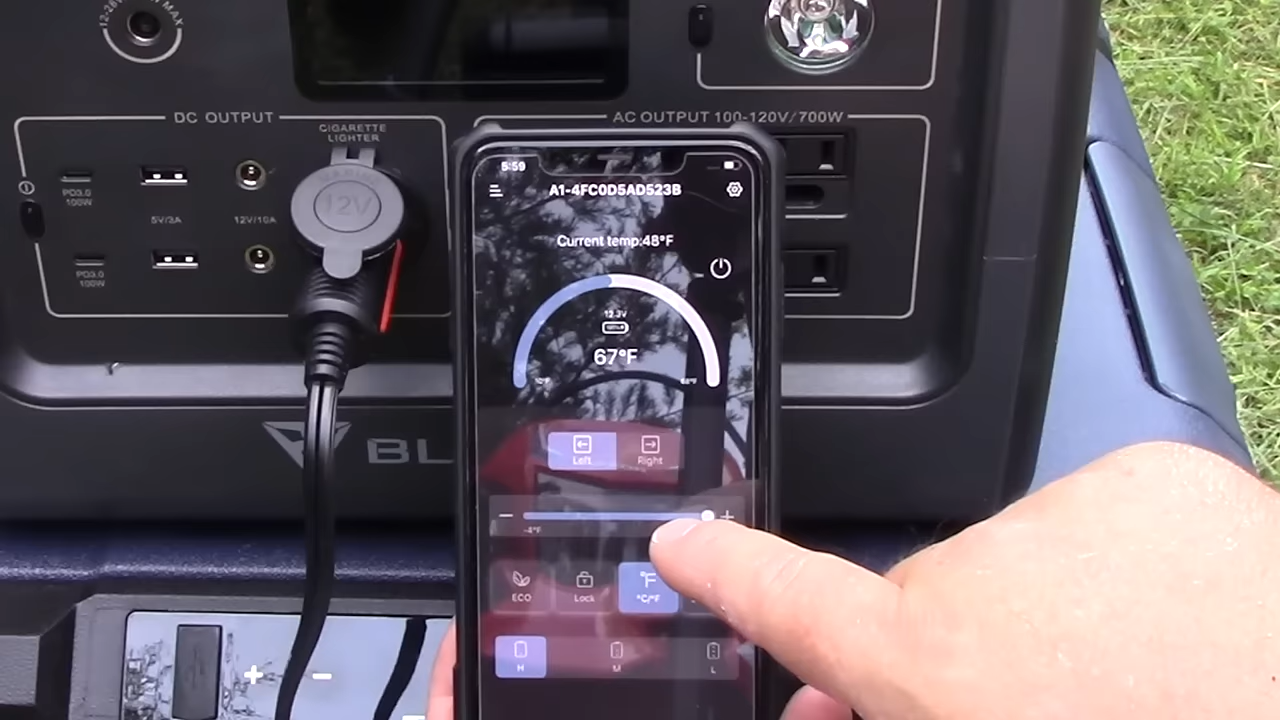 DC OUTPUT
CIGARETTE
LIGHTER
AC OUTPUT 100-120V/700W
PD3.0
100W
5V/3A
12V/10A
12V
PD3.0
100W
BL
5:59
A1-4FC0D5AD523B
Current temp:48°F
12.3V
67°F
68°F
Left
Right
-4°F
ECO
Lock
°F
°C/°F
H
M
L